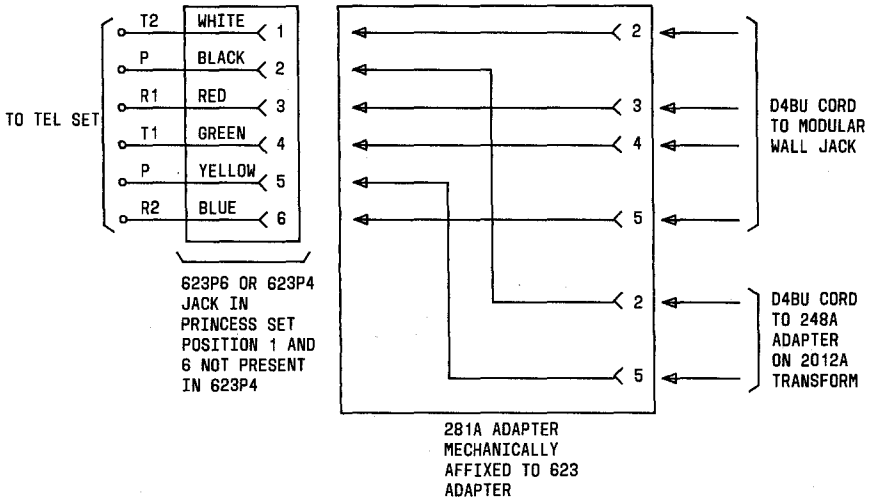 TO TEL SET
T2 WHITE 1
P BLACK 2
R1 RED 3
T1 GREEN 4
P YELLOW 5
R2 BLUE 6
623P6 OR 623P4
JACK IN
PRINCESS SET
POSITION 1 AND
6 NOT PRESENT
IN 623P4
2
3
4
5
2
5
281A ADAPTER
MECHANICALLY
AFFIXED TO 623
ADAPTER
D4BU CORD
TO MODULAR
WALL JACK
D4BU CORD
TO 248A
ADAPTER
ON 2012A
TRANSFORM